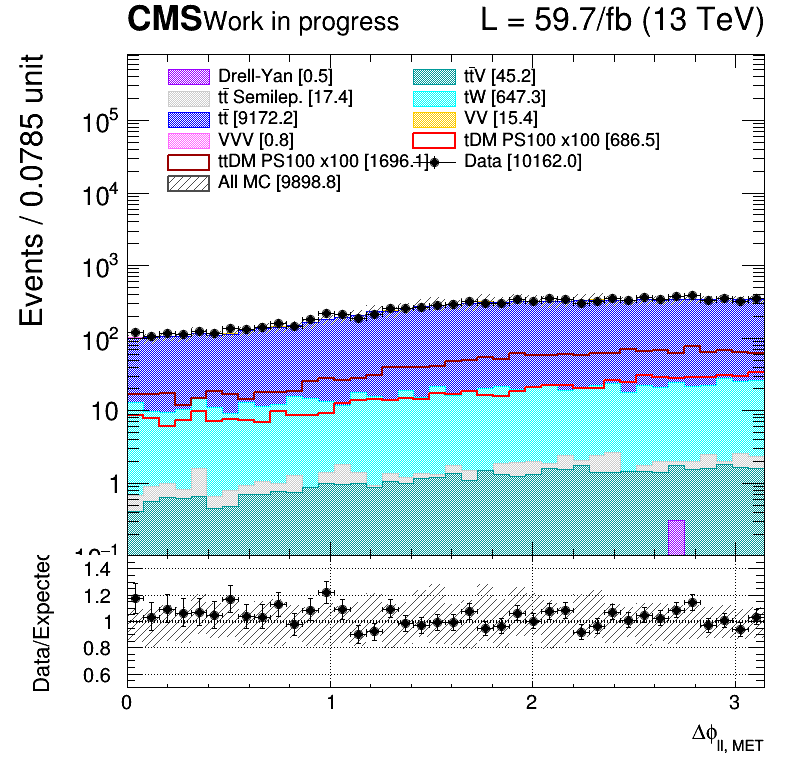 CMS Work in progress L = 59.7/fb (13 TeV)
Events / 0.0785 unit
Drell-Yan [0.5] tt̄V [45.2]
tt̄ Semilep. [17.4] tW [647.3]
tt̄ [9172.2] VV [15.4]
VVV [0.8] tDM PS100 x100 [686.5]
ttDM PS100 x100 [1696.1] Data [10162.0]
All MC [9898.8]
10⁵
10⁴
10³
10²
10
1
10⁻¹
Data/Expected
1.4
1.2
1
0.8
0.6
0 1 2 3
Δϕ_ll, MET